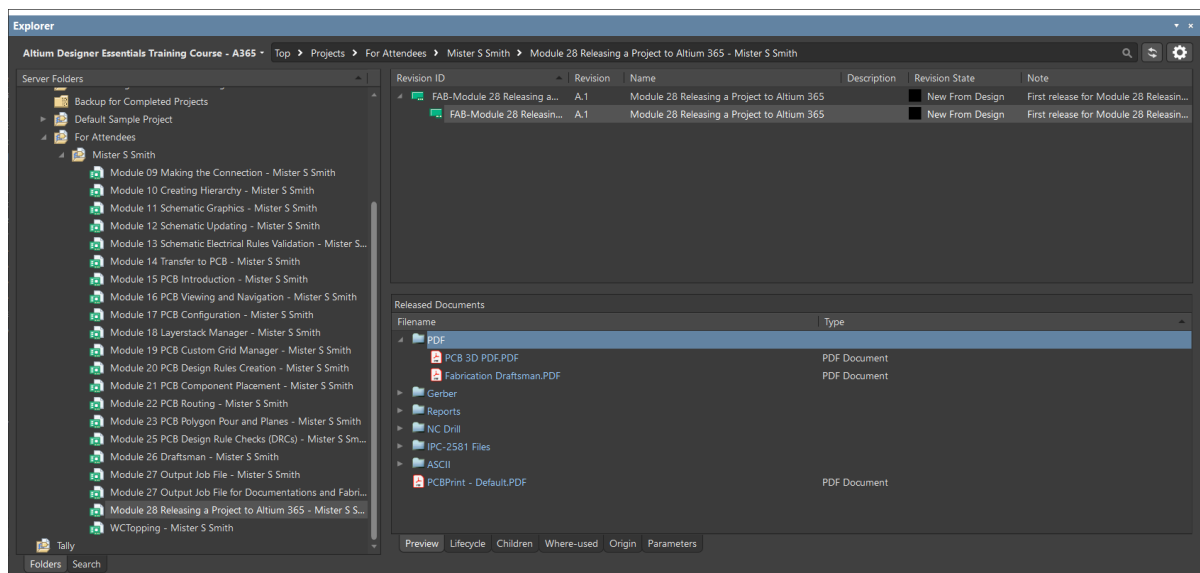 Explorer
Altium Designer Essentials Training Course - A365 Top > Projects > For Attendees > Mister S Smith > Module 28 Releasing a Project to Altium 365 - Mister S Smith
Server Folders
Backup for Completed Projects
Default Sample Project
For Attendees
Mister S Smith
Module 09 Making the Connection - Mister S Smith
Module 10 Creating Hierarchy - Mister S Smith
Module 11 Schematic Graphics - Mister S Smith
Module 12 Schematic Updating - Mister S Smith
Module 13 Schematic Electrical Rules Validation - Mister S...
Module 14 Transfer to PCB - Mister S Smith
Module 15 PCB Introduction - Mister S Smith
Module 16 PCB Viewing and Navigation - Mister S Smith
Module 17 PCB Configuration - Mister S Smith
Module 18 Layerstack Manager - Mister S Smith
Module 19 PCB Custom Grid Manager - Mister S Smith
Module 20 PCB Design Rules Creation - Mister S Smith
Module 21 PCB Component Placement - Mister S Smith
Module 22 PCB Routing - Mister S Smith
Module 23 PCB Polygon Pour and Planes - Mister S Smith
Module 25 PCB Design Rule Checks (DRCs) - Mister S Sm...
Module 26 Draftsman - Mister S Smith
Module 27 Output Job File - Mister S Smith
Module 27 Output Job File for Documentations and Fabri...
Module 28 Releasing a Project to Altium 365 - Mister S S...
WCTopping - Mister S Smith
Tally
Folders Search
Revision ID Revision Name Description Revision State Note
FAB-Module 28 Releasing a... A.1 Module 28 Releasing a Project to Altium 365 New From Design First release for Module 28 Releasin...
FAB-Module 28 Releasin... A.1 Module 28 Releasing a Project to Altium 365 New From Design First release for Module 28 Releasin...
Released Documents
Filename Type
PDF
PCB 3D PDF.PDF PDF Document
Fabrication Draftsman.PDF PDF Document
Gerber
Reports
NC Drill
IPC-2581 Files
ASCII
PCBPrint - Default.PDF PDF Document
Preview Lifecycle Children Where-used Origin Parameters